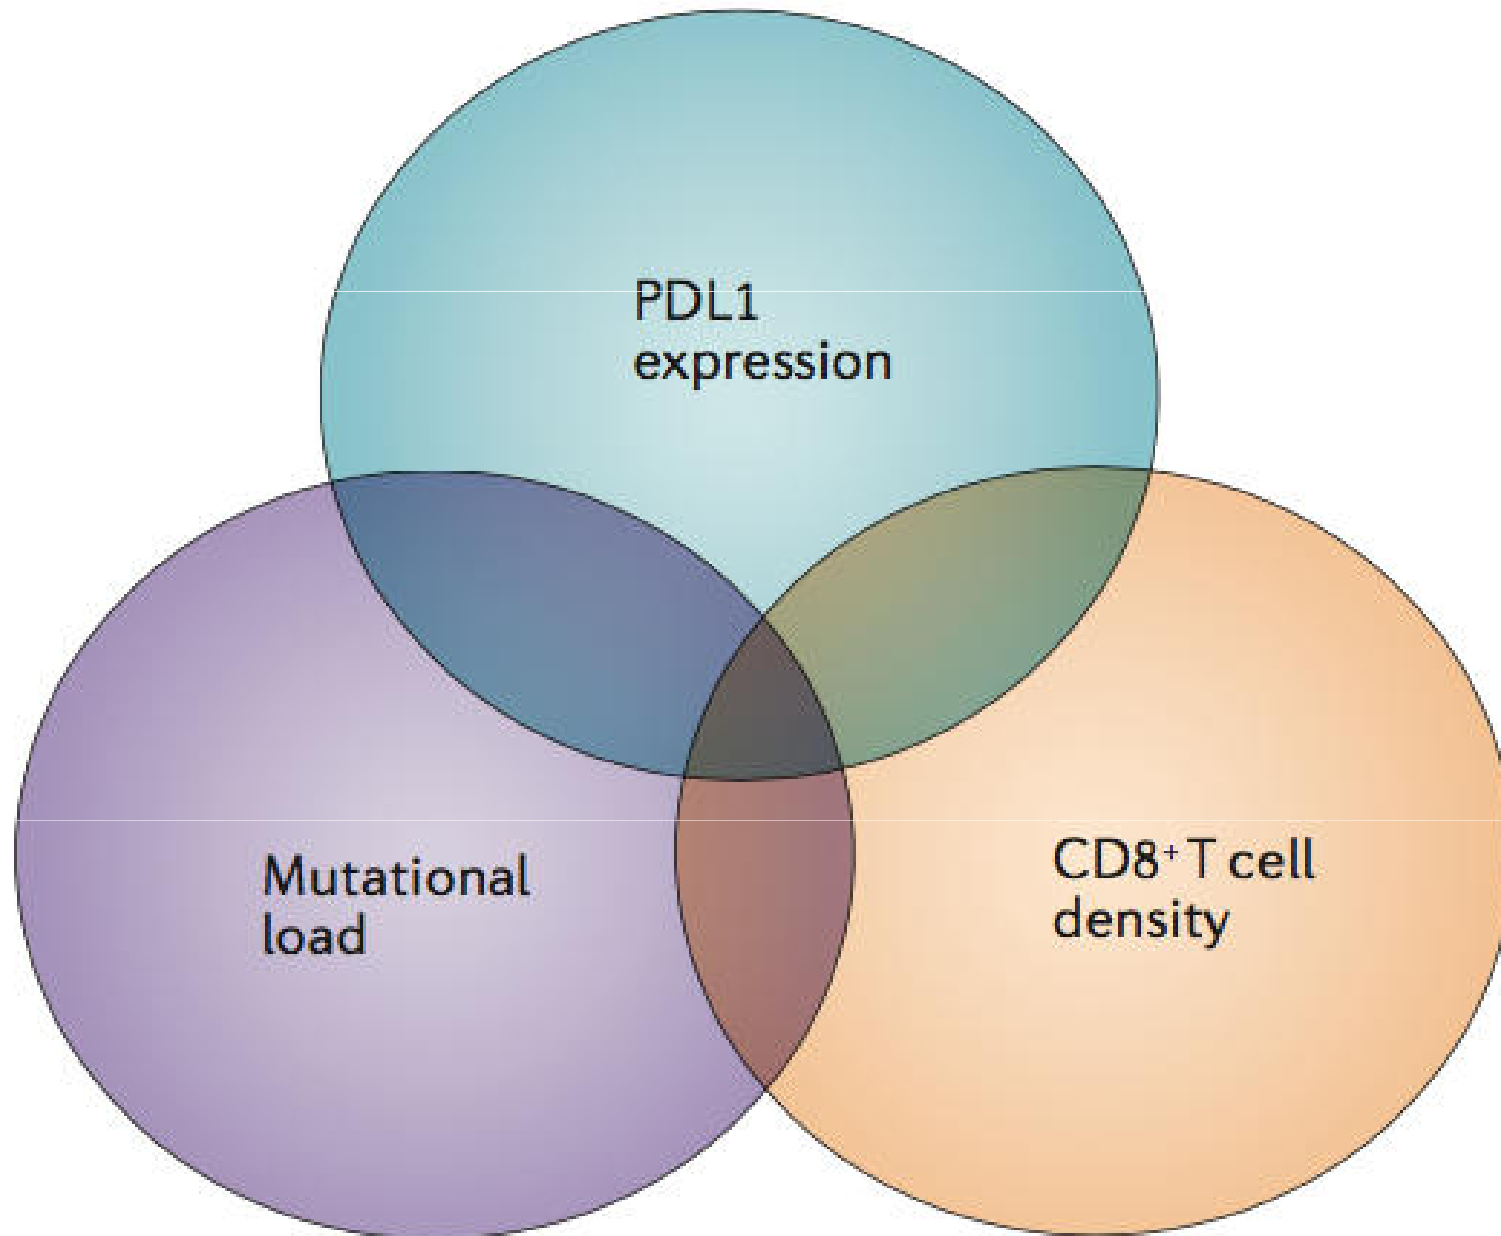 PDL1
expression
Mutational
load
CD8⁺ T cell
density